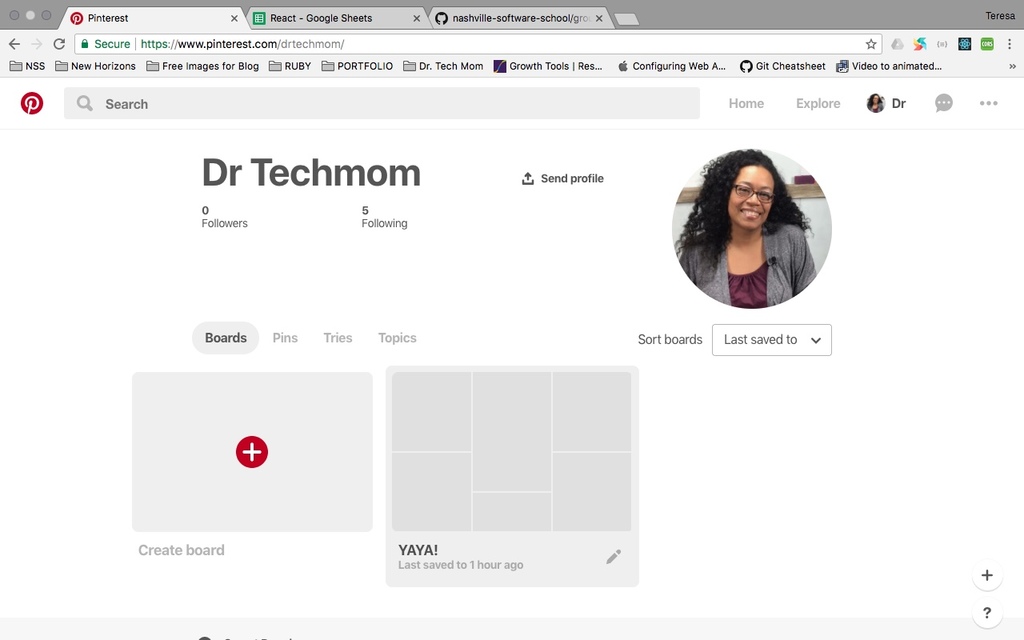 Pinterest
React - Google Sheets
nashville-software-school/gro
Teresa
Secure https://www.pinterest.com/drtechmom/
NSS
New Horizons
Free Images for Blog
RUBY
PORTFOLIO
Dr. Tech Mom
Growth Tools | Res...
Configuring Web A...
Git Cheatsheet
Video to animated...
Search
Home
Explore
Dr
Dr Techmom
Send profile
0
Followers
5
Following
Boards
Pins
Tries
Topics
Sort boards
Last saved to
Create board
YAYA!
Last saved to 1 hour ago
?